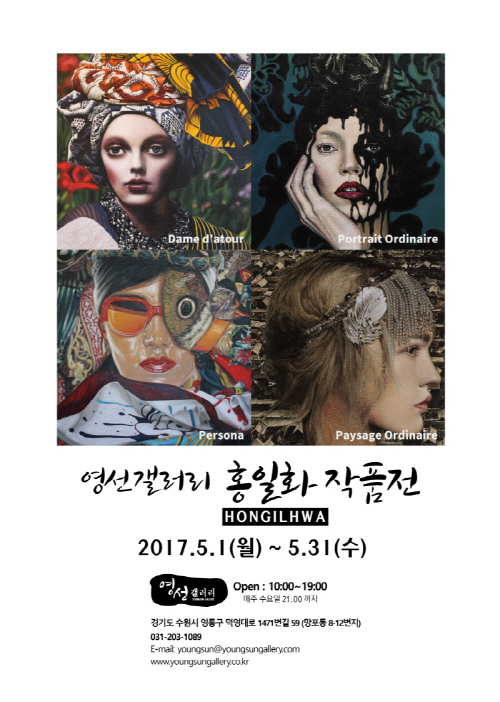 Dame d'atour
Portrait Ordinaire
Persona
Paysage Ordinaire
영선갤러리 홍일화 작품전
HONGILHWA
2017.5.1(월) ~ 5.31(수)
영선갤러리
Open : 10:00~19:00
매주 수요일 21:00 까지
경기도 수원시 영통구 덕영대로 1471번길 59 (망포동 8-12번지)
031-203-1089
E-mail: youngsun@youngsungallery.com
www.youngsungallery.co.kr